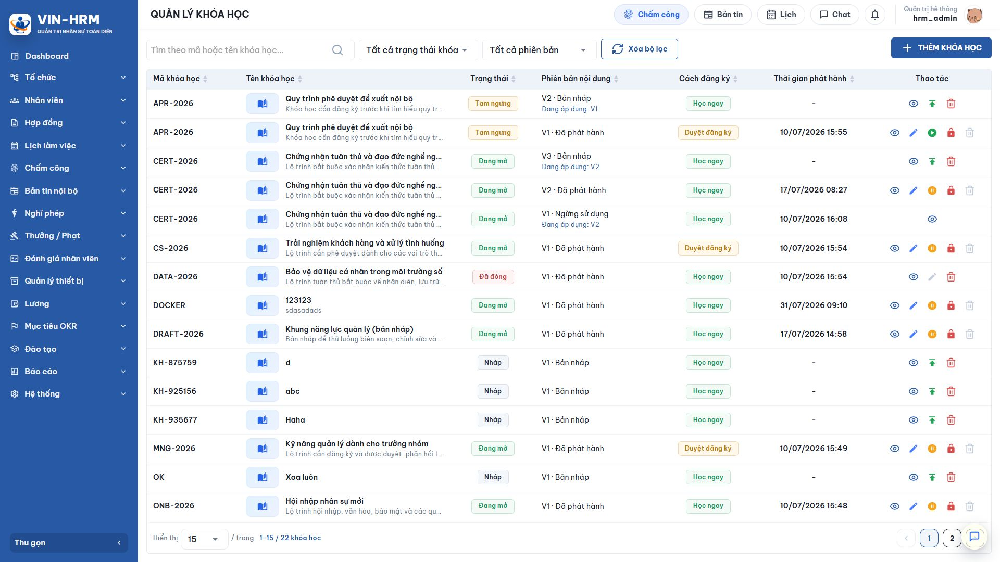 VIN-HRM
QUẢN TRỊ NHÂN SỰ TOÀN DIỆN
Dashboard
Tổ chức
Nhân viên
Hợp đồng
Lịch làm việc
Chấm công
Bản tin nội bộ
Nghỉ phép
Thưởng / Phạt
Đánh giá nhân viên
Quản lý thiết bị
Lương
Mục tiêu OKR
Đào tạo
Báo cáo
Hệ thống
Thu gọn
QUẢN LÝ KHÓA HỌC
Chấm công
Bản tin
Lịch
Chat
Quản trị hệ thống
hrm_admin
Tìm theo mã hoặc tên khóa học...
Tất cả trạng thái khóa
Tất cả phiên bản
Xóa bộ lọc
THÊM KHÓA HỌC
Mã khóa học Tên khóa học Trạng thái Phiên bản nội dung Cách đăng ký Thời gian phát hành Thao tác
APR-2026 Quy trình phê duyệt đề xuất nội bộ Tạm ngưng V2 · Bản nháp Học ngay -
Khóa học cần đăng ký trước khi tìm hiểu quy tr... Đang áp dụng: V1
APR-2026 Quy trình phê duyệt đề xuất nội bộ Tạm ngưng V1 · Đã phát hành Duyệt đăng ký 10/07/2026 15:55
Khóa học cần đăng ký trước khi tìm hiểu quy tr...
CERT-2026 Chứng nhận tuân thủ và đạo đức nghề ng... Đang mở V3 · Bản nháp Học ngay -
Lộ trình bắt buộc xác nhận kiến thức tuân thủ ... Đang áp dụng: V2
CERT-2026 Chứng nhận tuân thủ và đạo đức nghề ng... Đang mở V2 · Đã phát hành Học ngay 17/07/2026 08:27
Lộ trình bắt buộc xác nhận kiến thức tuân thủ ...
CERT-2026 Chứng nhận tuân thủ và đạo đức nghề ng... Đang mở V1 · Ngừng sử dụng Học ngay 10/07/2026 16:08
Lộ trình bắt buộc xác nhận kiến thức tuân thủ ... Đang áp dụng: V2
CS-2026 Trải nghiệm khách hàng và xử lý tình huống Đang mở V1 · Đã phát hành Duyệt đăng ký 10/07/2026 15:54
Lộ trình cần phê duyệt dành cho các vai trò th...
DATA-2026 Bảo vệ dữ liệu cá nhân trong môi trường số Đã đóng V1 · Đã phát hành Học ngay 10/07/2026 15:54
Lộ trình tuân thủ bắt buộc về nhận diện, lưu trữ...
DOCKER 123123 Đang mở V1 · Đã phát hành Học ngay 31/07/2026 09:10
sdasadads
DRAFT-2026 Khung năng lực quản lý (bản nháp) Đang mở V1 · Đã phát hành Học ngay 17/07/2026 14:58
Bản nháp để thử luồng biên soạn, chỉnh sửa và ...
KH-875759 d Nháp V1 · Bản nháp Học ngay -
KH-925156 abc Nháp V1 · Bản nháp Học ngay -
KH-935677 Haha Nháp V1 · Bản nháp Học ngay -
MNG-2026 Kỹ năng quản lý dành cho trưởng nhóm Đang mở V1 · Đã phát hành Duyệt đăng ký 10/07/2026 15:49
Lộ trình cần đăng ký và được duyệt: phản hồi 1...
OK Xoa luôn Nháp V1 · Bản nháp Học ngay -
ONB-2026 Hội nhập nhân sự mới Đang mở V1 · Đã phát hành Học ngay 10/07/2026 15:48
Lộ trình hội nhập: văn hóa, bảo mật và các qu...
Hiển thị 15 / trang 1-15 / 22 khóa học 1 2